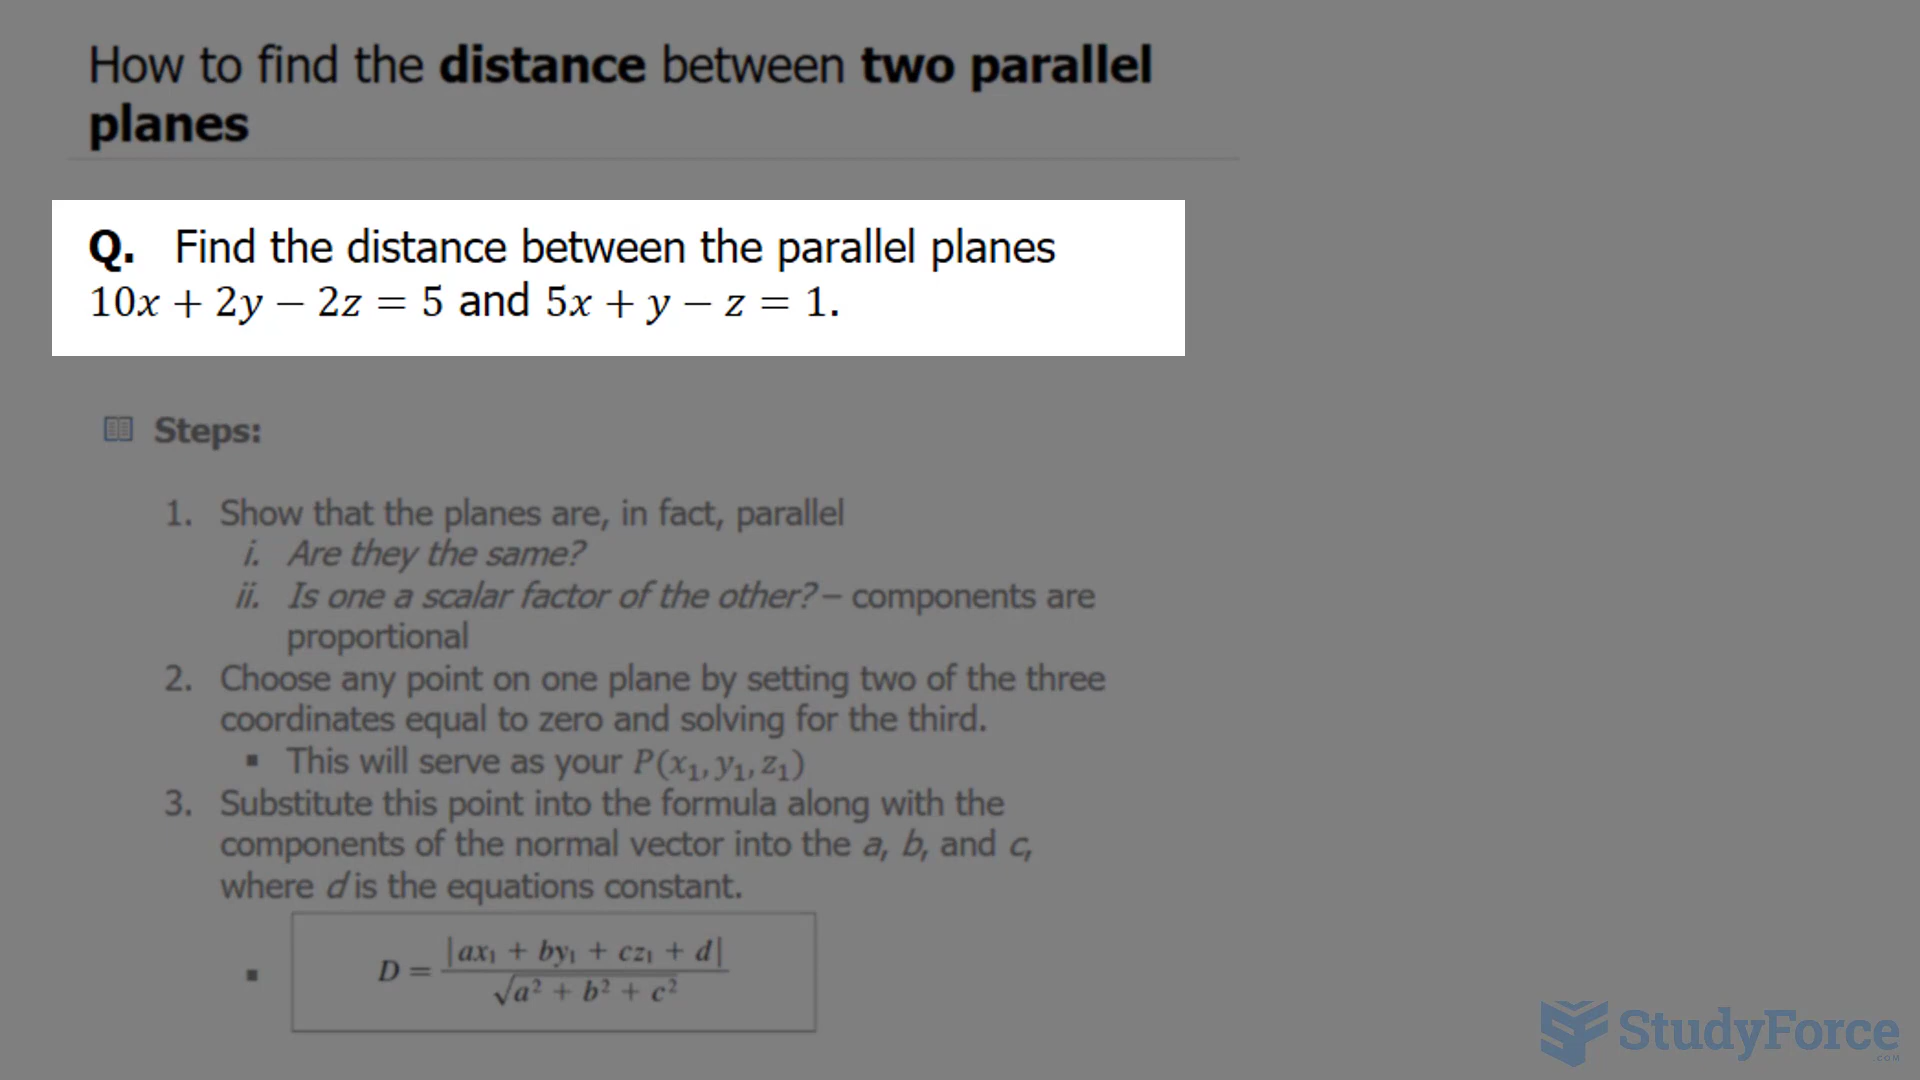 How to find the distance between two parallel
planes
Q. Find the distance between the parallel planes
10x + 2y − 2z = 5 and 5x + y − z = 1.
Steps:
1. Show that the planes are, in fact, parallel
i. Are they the same?
ii. Is one a scalar factor of the other? – components are
proportional
2. Choose any point on one plane by setting two of the three
coordinates equal to zero and solving for the third.
▪ This will serve as your P(x₁, y₁, z₁)
3. Substitute this point into the formula along with the
components of the normal vector into the a, b, and c,
where d is the equations constant.
▪ D = |ax₁ + by₁ + cz₁ + d| / √a² + b² + c²
StudyForce
.COM